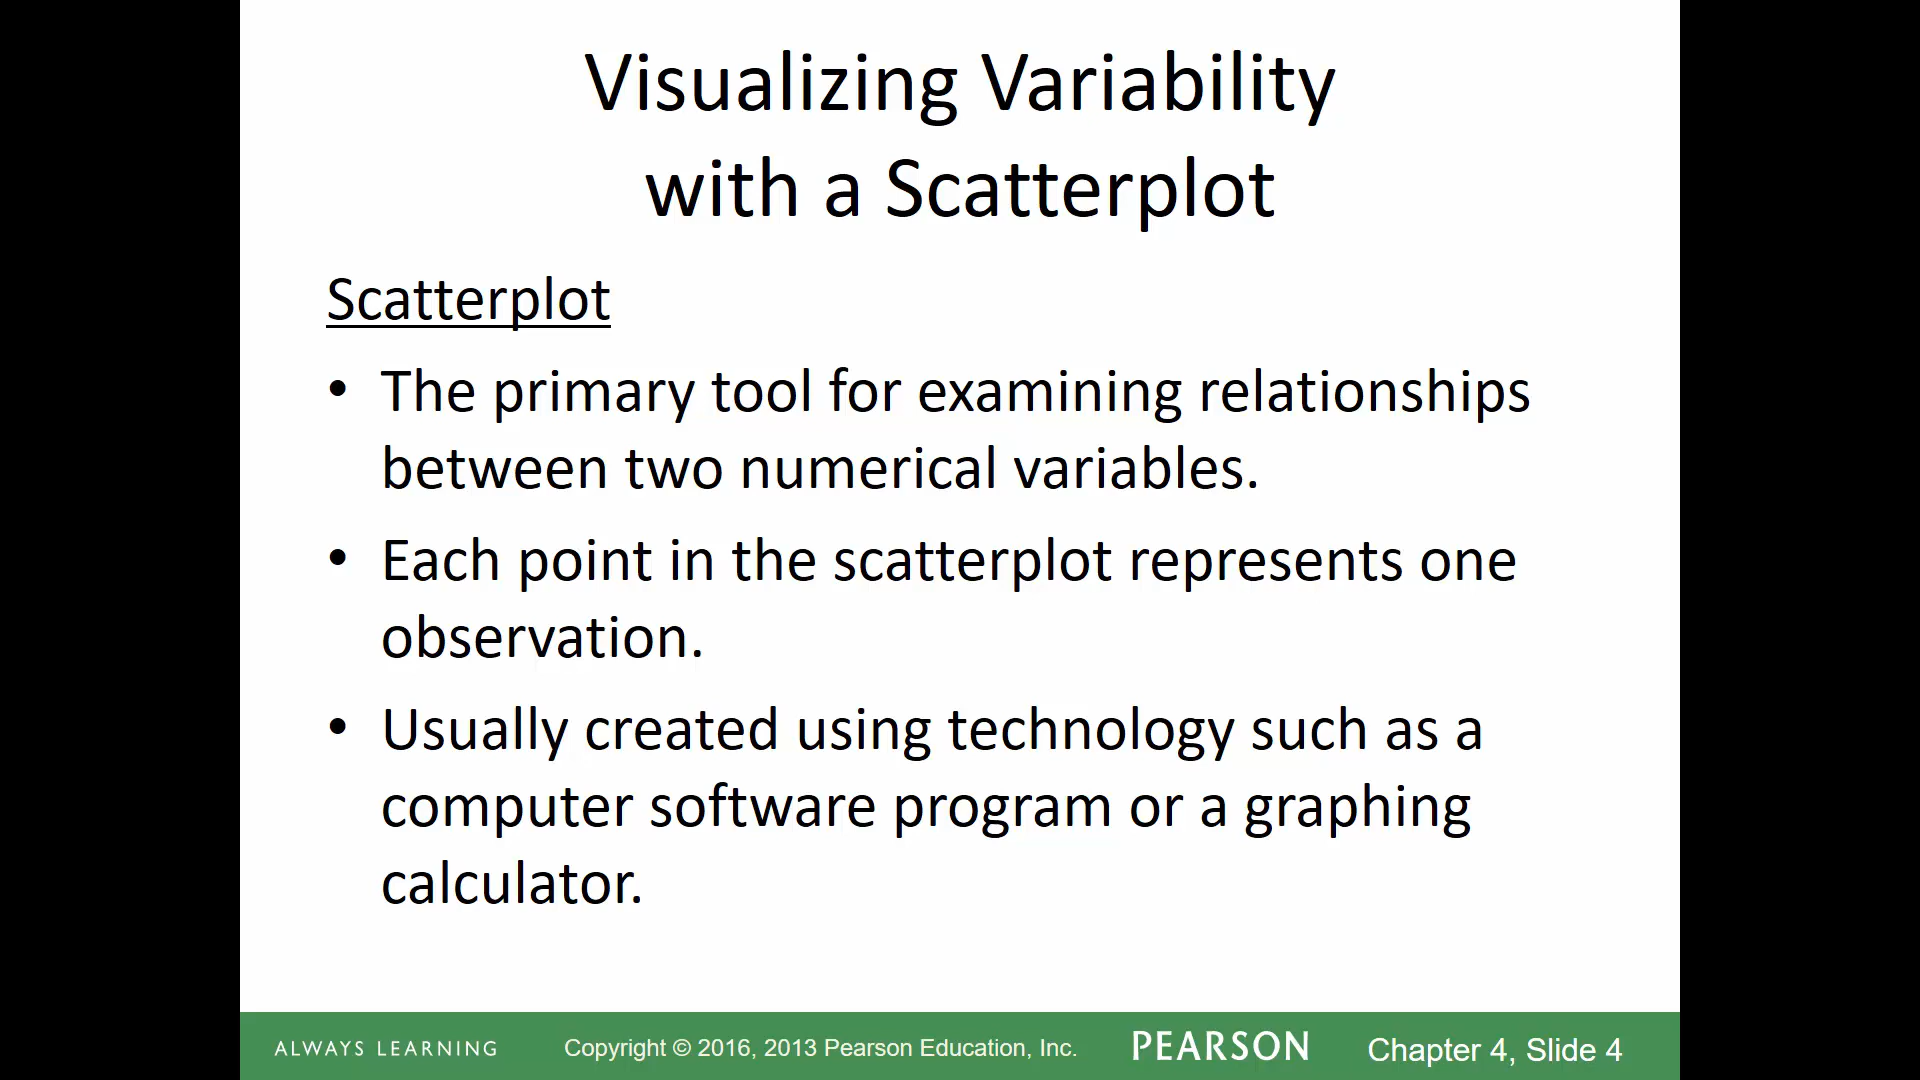 Visualizing Variability
with a Scatterplot
Scatterplot
• The primary tool for examining relationships
between two numerical variables.
• Each point in the scatterplot represents one
observation.
• Usually created using technology such as a
computer software program or a graphing
calculator.
ALWAYS LEARNING Copyright © 2016, 2013 Pearson Education, Inc. PEARSON Chapter 4, Slide 4